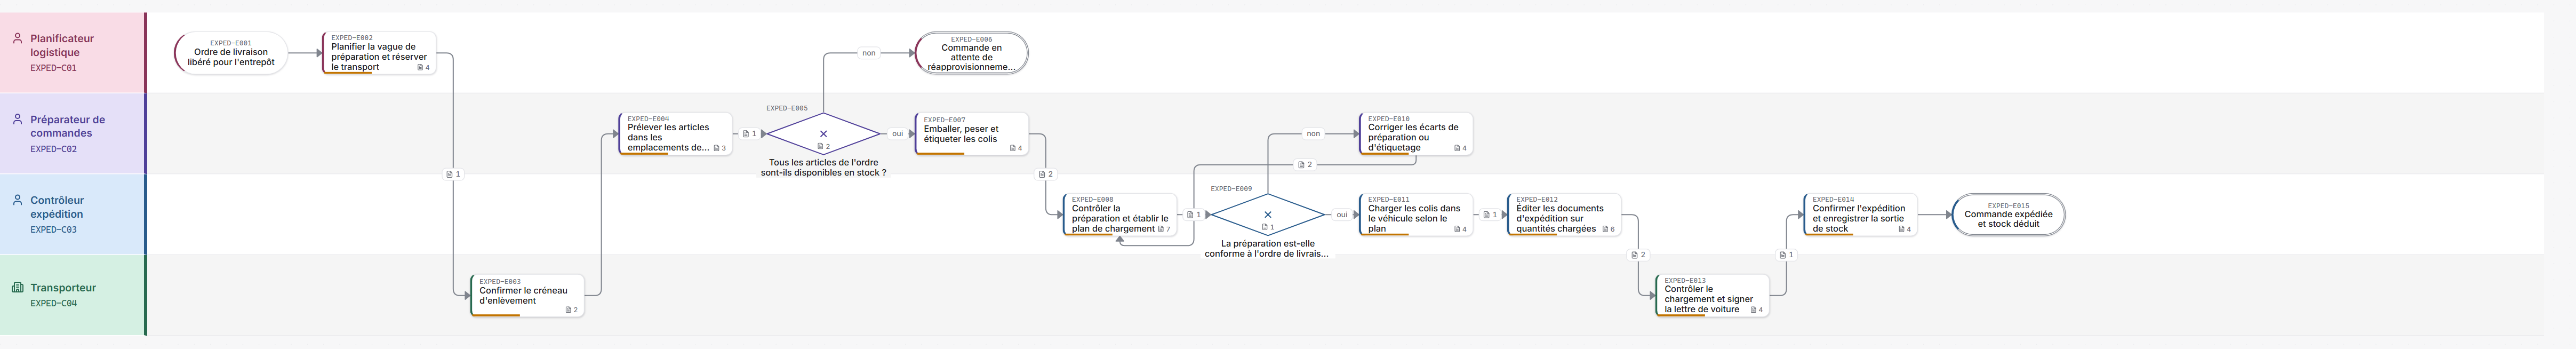 Planificateur
logistique
EXPED-C01
EXPED-E001
Ordre de livraison
libéré pour l'entrepôt
EXPED-E002
Planifier la vague de
préparation et réserver
le transport
4
non
EXPED-E006
Commande en
attente de
réapprovisionneme...
Préparateur de
commandes
EXPED-C02
1
EXPED-E004
Prélever les articles
dans les
emplacements de...
3
1
EXPED-E005
2
Tous les articles de l'ordre
sont-ils disponibles en stock ?
oui
EXPED-E007
Emballer, peser et
étiqueter les colis
4
2
non
EXPED-E010
Corriger les écarts de
préparation ou
d'étiquetage
4
2
Contrôleur
expédition
EXPED-C03
EXPED-E008
Contrôler la
préparation et établir le
plan de chargement
7
1
EXPED-E009
1
La préparation est-elle
conforme à l'ordre de livrais...
oui
EXPED-E011
Charger les colis dans
le véhicule selon le
plan
4
1
EXPED-E012
Éditer les documents
d'expédition sur
quantités chargées
6
2
1
EXPED-E014
Confirmer l'expédition
et enregistrer la sortie
de stock
4
EXPED-E015
Commande expédiée
et stock déduit
Transporteur
EXPED-C04
EXPED-E003
Confirmer le créneau
d'enlèvement
2
EXPED-E013
Contrôler le
chargement et signer
la lettre de voiture
4